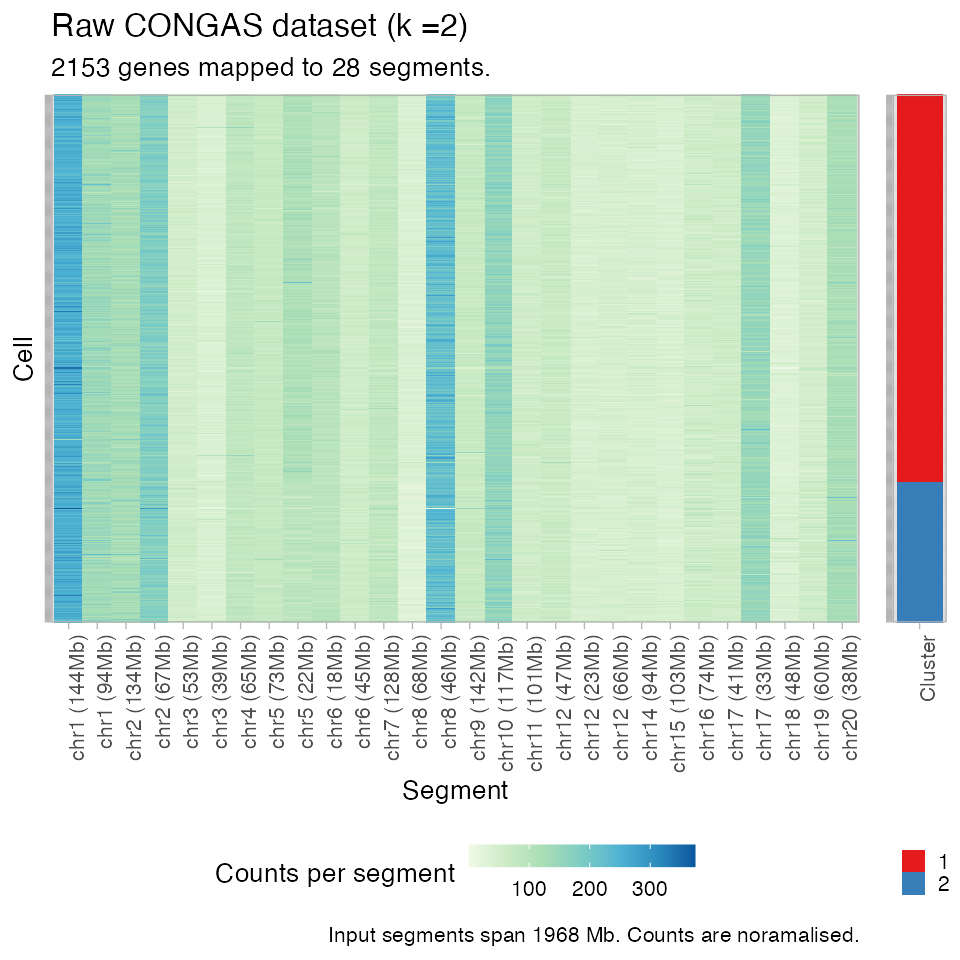 Raw CONGAS dataset (k =2)
2153 genes mapped to 28 segments.
Cell
chr1 (144Mb)
chr1 (94Mb)
chr2 (134Mb)
chr2 (67Mb)
chr3 (53Mb)
chr3 (39Mb)
chr4 (65Mb)
chr5 (73Mb)
chr5 (22Mb)
chr6 (18Mb)
chr6 (45Mb)
chr7 (128Mb)
chr8 (68Mb)
chr8 (46Mb)
chr9 (142Mb)
chr10 (117Mb)
chr11 (101Mb)
chr12 (47Mb)
chr12 (23Mb)
chr12 (66Mb)
chr14 (94Mb)
chr15 (103Mb)
chr16 (74Mb)
chr17 (41Mb)
chr17 (33Mb)
chr18 (48Mb)
chr19 (60Mb)
chr20 (38Mb)
Cluster
Segment
Counts per segment
100 200 300
1
2
Input segments span 1968 Mb. Counts are noramalised.